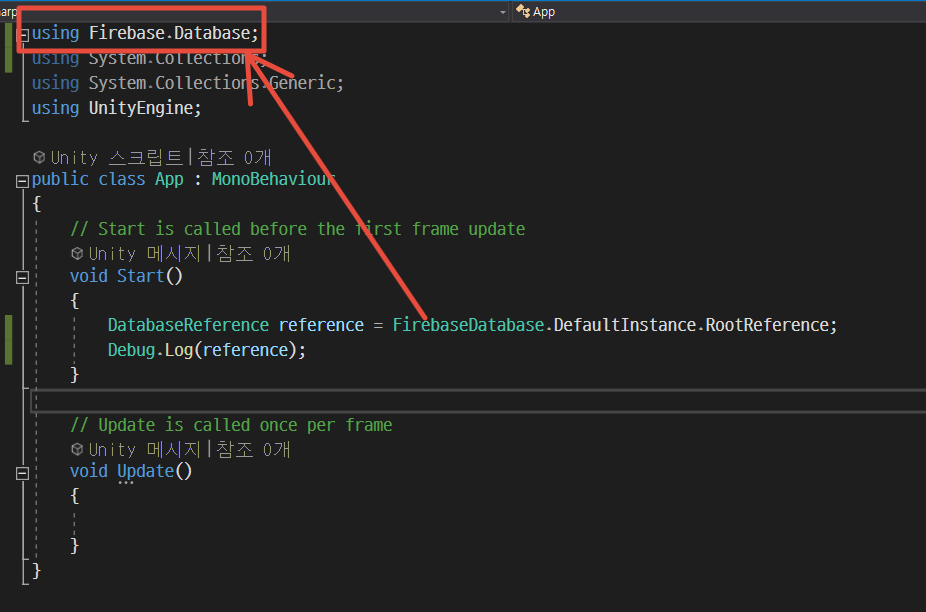 App
using Firebase.Database;
using System.Collections;
using System.Collections.Generic;
using UnityEngine;
Unity 스크립트|참조 0개
public class App : MonoBehaviour
{
// Start is called before the first frame update
Unity 메시지|참조 0개
void Start()
{
DatabaseReference reference = FirebaseDatabase.DefaultInstance.RootReference;
Debug.Log(reference);
}
// Update is called once per frame
Unity 메시지|참조 0개
void Update()
{
}
}